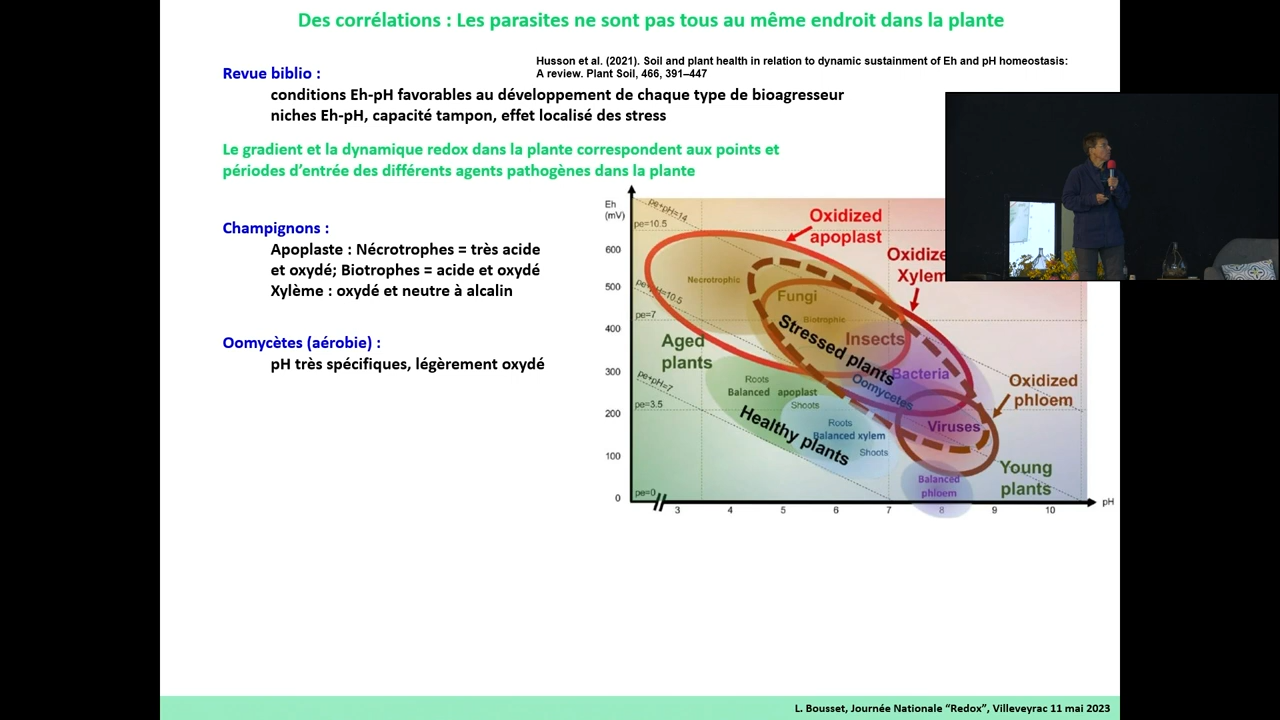 Des corrélations : Les parasites ne sont pas tous au même endroit dans la plante
Husson et al. (2021). Soil and plant health in relation to dynamic sustainment of Eh and pH homeostasis:
A review. Plant Soil, 466, 391–447
Revue biblio :
conditions Eh-pH favorables au développement de chaque type de bioagresseur
niches Eh-pH, capacité tampon, effet localisé des stress
Le gradient et la dynamique redox dans la plante correspondent aux points et
périodes d’entrée des différents agents pathogènes dans la plante
Champignons :
Apoplaste : Nécrotrophes = très acide
et oxydé; Biotrophes = acide et oxydé
Xylème : oxydé et neutre à alcalin
Oomycètes (aérobie) :
pH très spécifiques, légèrement oxydé
Eh
(mV)
pe+pH=14
pe=10.5
Oxidized
apoplast
600
Oxidize
Xylem
Necrotrophic
500
pe+pH=10.5
Fungi
pe=7
Biotrophic
400
Stressed plants
Insects
Aged
plants
300
pe+pH=7
Bacteria
Oomycetes
Oxidized
phloem
Roots
Balanced apoplast
Shoots
pe=3.5
200
Healthy plants
Roots
Balanced xylem
Shoots
Viruses
100
Young
plants
Balanced
phloem
pe=0
0
pH
3 4 5 6 7 8 9 10
L. Bousset, Journée Nationale “Redox”, Villeveyrac 11 mai 2023